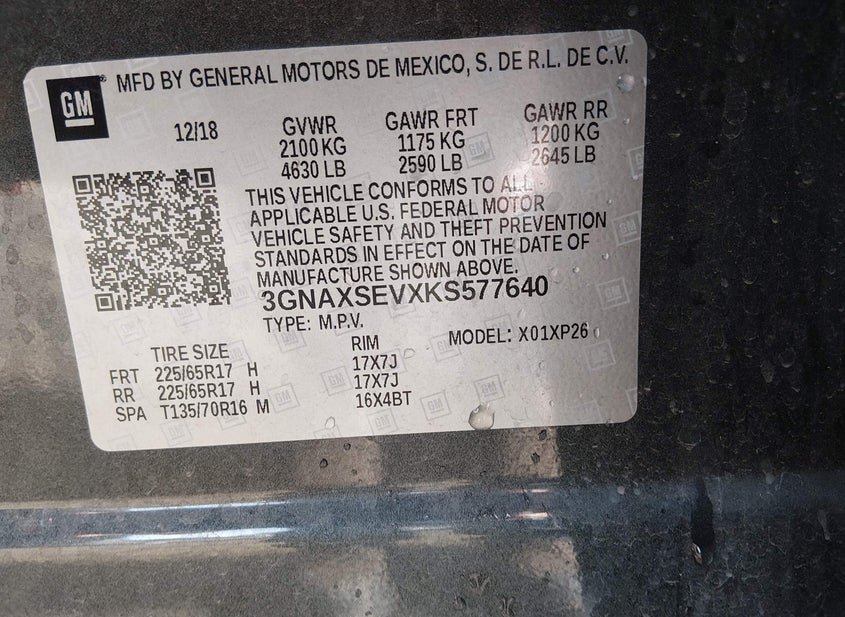 GM
MFD BY GENERAL MOTORS DE MEXICO, S. DE R.L. DE C.V.
12/18 GVWR GAWR FRT GAWR RR
2100 KG 1175 KG 1200 KG
4630 LB 2590 LB 2645 LB
THIS VEHICLE CONFORMS TO ALL
APPLICABLE U.S. FEDERAL MOTOR
VEHICLE SAFETY AND THEFT PREVENTION
STANDARDS IN EFFECT ON THE DATE OF
MANUFACTURE SHOWN ABOVE.
3GNAXSEVXKS577640
TYPE: M.P.V. MODEL: X01XP26
TIRE SIZE RIM
FRT 225/65R17 H 17X7J
RR 225/65R17 H 17X7J
SPA T135/70R16 M 16X4BT